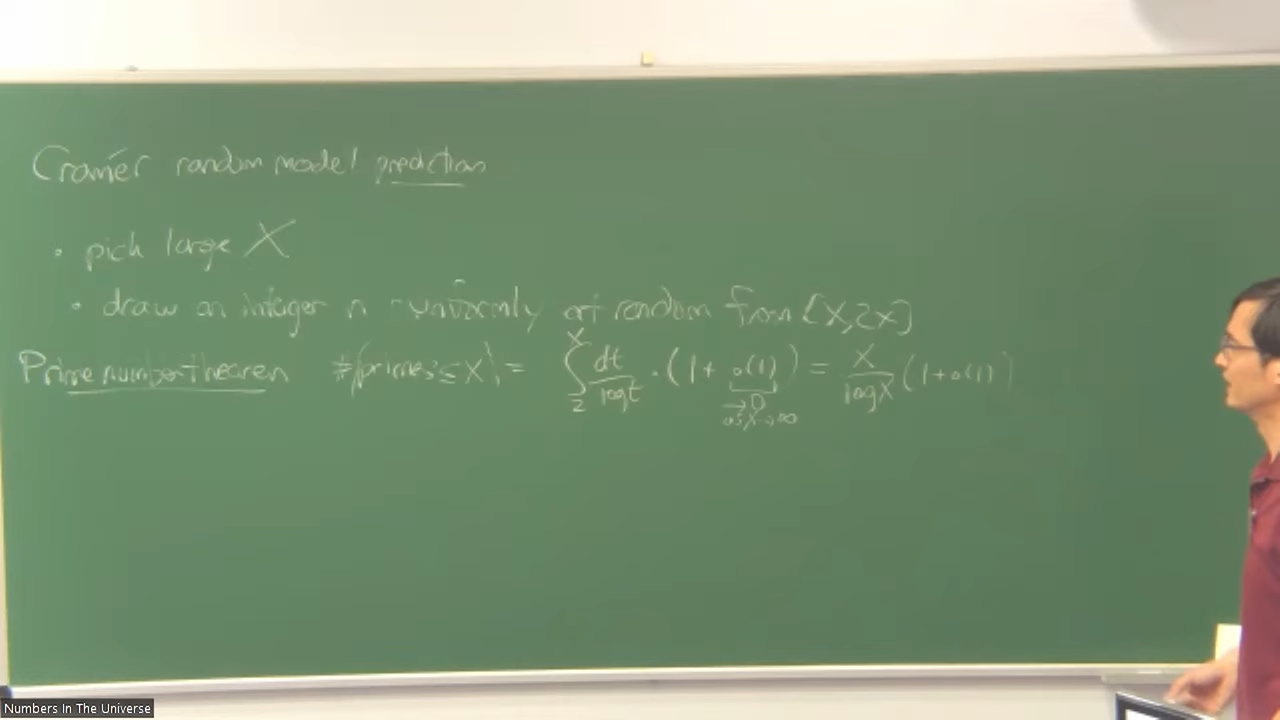 Cramér random model prediction
• pick large X
• draw an integer n uniformly at random from [X,2X]
Prime number theorem #{primes ≤ X} = ∫_2^X dt/log t · (1 + o(1)) = X/log X (1+o(1))
→ 0
as X→∞
Numbers In The Universe